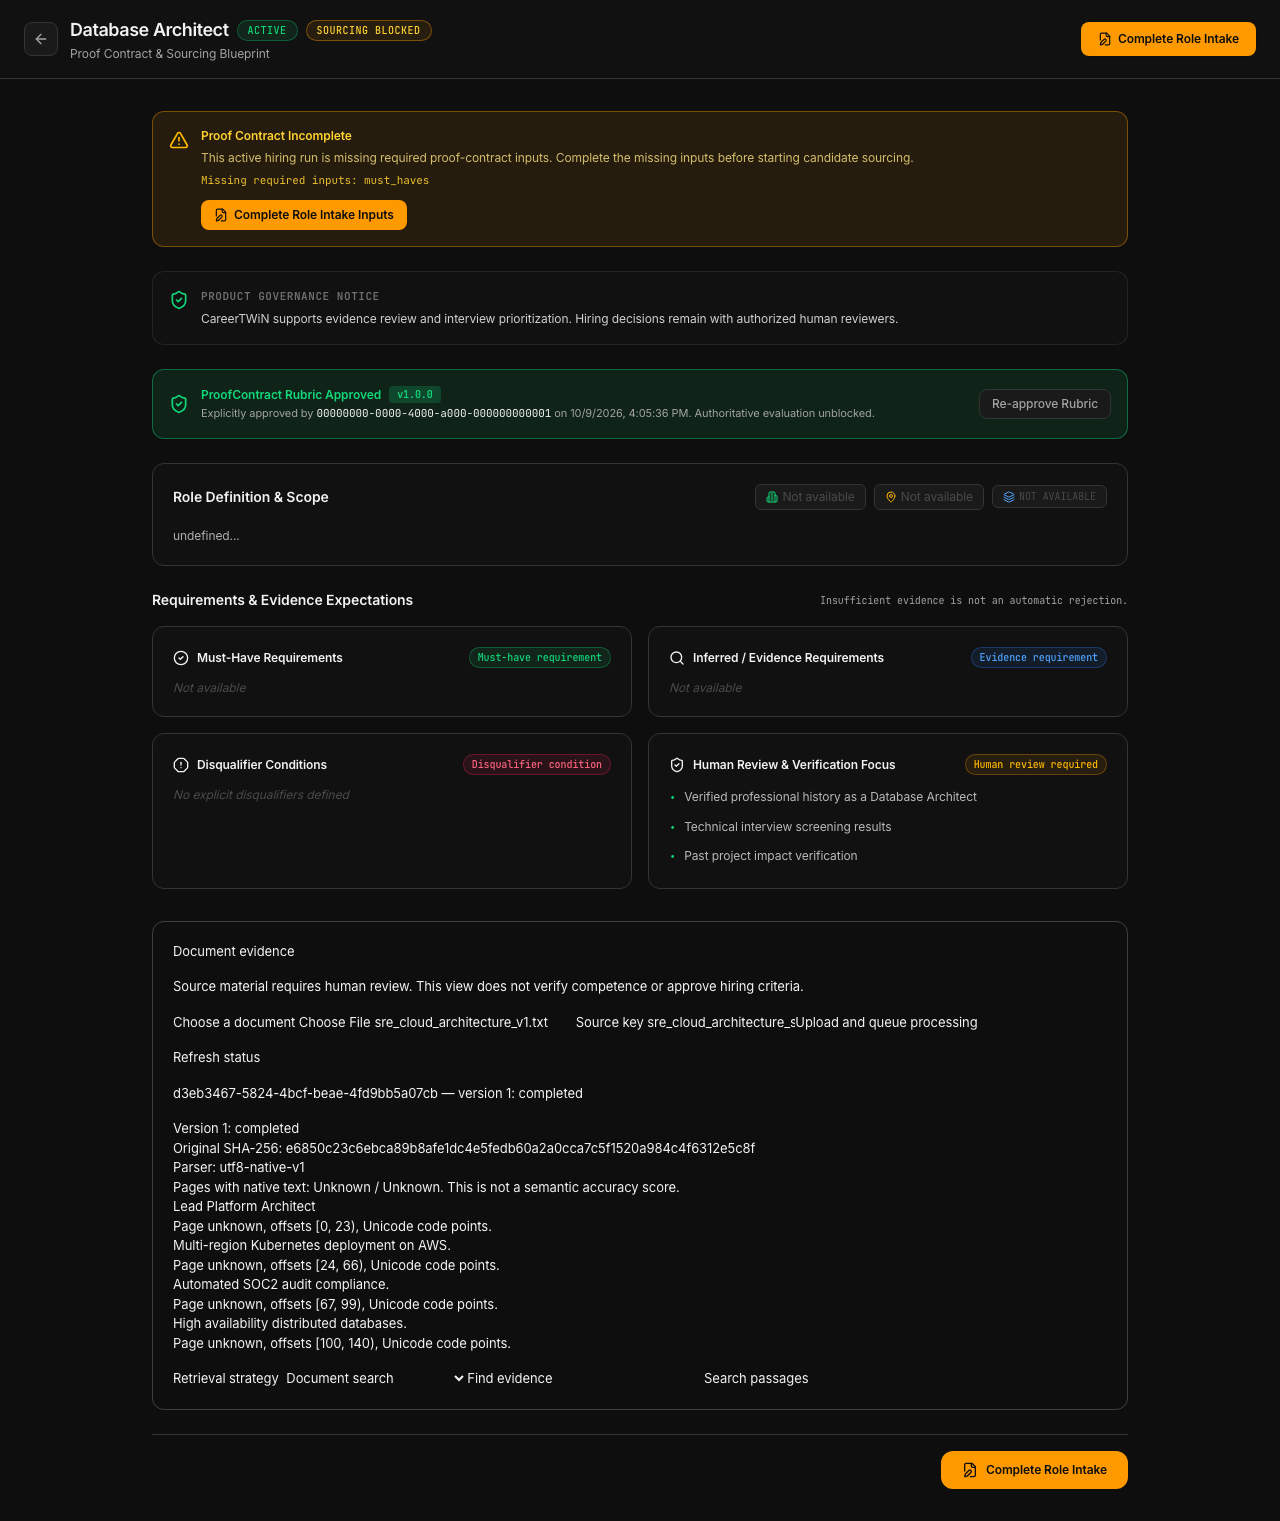 Database Architect ACTIVE SOURCING BLOCKED
Proof Contract & Sourcing Blueprint
Complete Role Intake
Proof Contract Incomplete
This active hiring run is missing required proof-contract inputs. Complete the missing inputs before starting candidate sourcing.
Missing required inputs: must_haves
Complete Role Intake Inputs
PRODUCT GOVERNANCE NOTICE
CareerTWiN supports evidence review and interview prioritization. Hiring decisions remain with authorized human reviewers.
ProofContract Rubric Approved v1.0.0
Explicitly approved by 00000000-0000-4000-a000-000000000001 on 10/9/2026, 4:05:36 PM. Authoritative evaluation unblocked.
Re-approve Rubric
Role Definition & Scope
Not available Not available NOT AVAILABLE
undefined...
Requirements & Evidence Expectations
Insufficient evidence is not an automatic rejection.
Must-Have Requirements Must-have requirement
Not available
Inferred / Evidence Requirements Evidence requirement
Not available
Disqualifier Conditions Disqualifier condition
No explicit disqualifiers defined
Human Review & Verification Focus Human review required
• Verified professional history as a Database Architect
• Technical interview screening results
• Past project impact verification
Document evidence
Source material requires human review. This view does not verify competence or approve hiring criteria.
Choose a document Choose File sre_cloud_architecture_v1.txt Source key sre_cloud_architecture_s Upload and queue processing
Refresh status
d3eb3467-5824-4bcf-beae-4fd9bb5a07cb — version 1: completed
Version 1: completed
Original SHA-256: e6850c23c6ebca89b8afe1dc4e5fedb60a2a0cca7c5f1520a984c4f6312e5c8f
Parser: utf8-native-v1
Pages with native text: Unknown / Unknown. This is not a semantic accuracy score.
Lead Platform Architect
Page unknown, offsets [0, 23), Unicode code points.
Multi-region Kubernetes deployment on AWS.
Page unknown, offsets [24, 66), Unicode code points.
Automated SOC2 audit compliance.
Page unknown, offsets [67, 99), Unicode code points.
High availability distributed databases.
Page unknown, offsets [100, 140), Unicode code points.
Retrieval strategy Document search Find evidence Search passages
Complete Role Intake